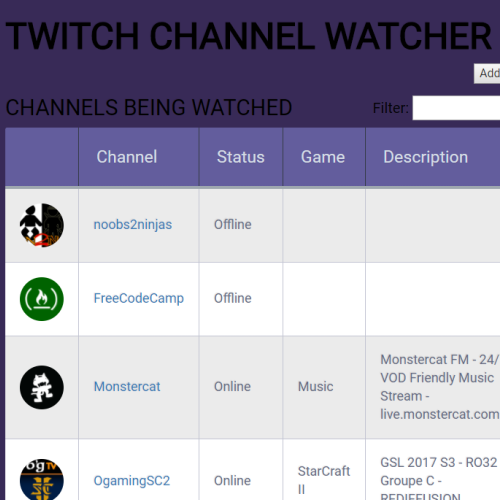 TWITCH CHANNEL WATCHER
Add
CHANNELS BEING WATCHED Filter:
Channel Status Game Description
noobs2ninjas Offline
FreeCodeCamp Offline
Monstercat Online Music Monstercat FM - 24/
VOD Friendly Music
Stream -
live.monstercat.com
OgamingSC2 Online StarCraft II GSL 2017 S3 - RO32
Groupe C -
REDIFFUSION